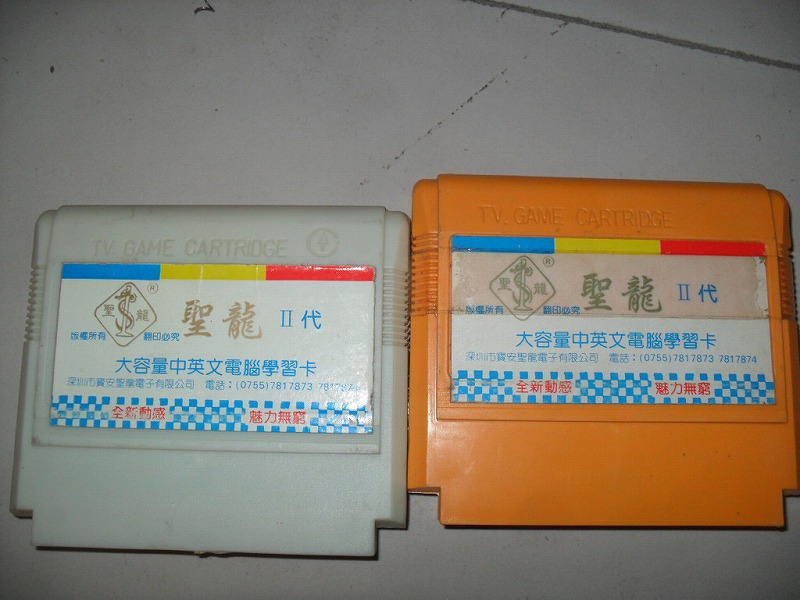 TV. GAME CARTRIDGE
聖 龍
®
版權所有 翻印必究
聖龍 II 代
大容量中英文電腦學習卡
深圳市寶安聖龍電子有限公司 電話：(0755)7817873 7817874
全新動感 魅力無窮
TV. GAME CARTRIDGE
聖 龍
®
版權所有 翻印必究
聖龍 II 代
大容量中英文電腦學習卡
深圳市寶安聖龍電子有限公司 電話：(0755)7817873 7817874
全新動感 魅力無窮